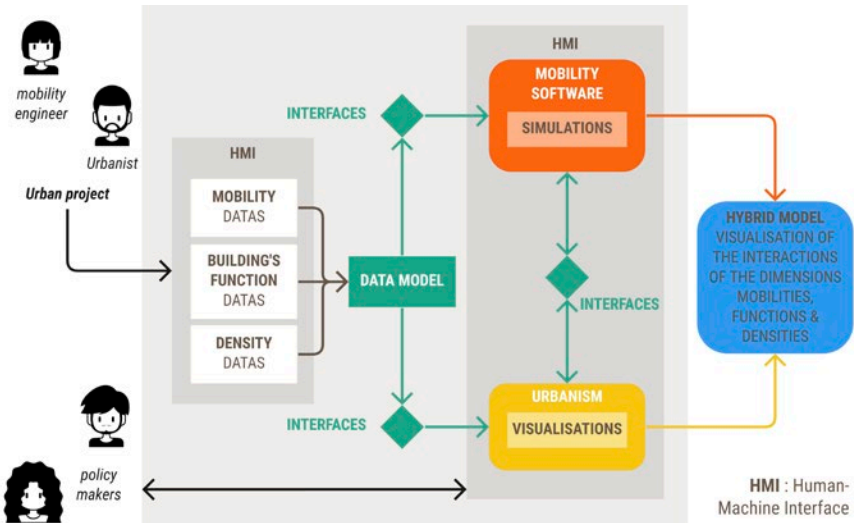 mobility
engineer
Urbanist
Urban project
HMI
MOBILITY
DATAS
BUILDING'S
FUNCTION
DATAS
DENSITY
DATAS
DATA MODEL
INTERFACES
INTERFACES
HMI
MOBILITY
SOFTWARE
SIMULATIONS
INTERFACES
URBANISM
VISUALISATIONS
HYBRID MODEL
VISUALISATION OF
THE INTERACTIONS
OF THE DIMENSIONS
MOBILITIES,
FUNCTIONS &
DENSITIES
policy
makers
HMI : Human-
Machine Interface